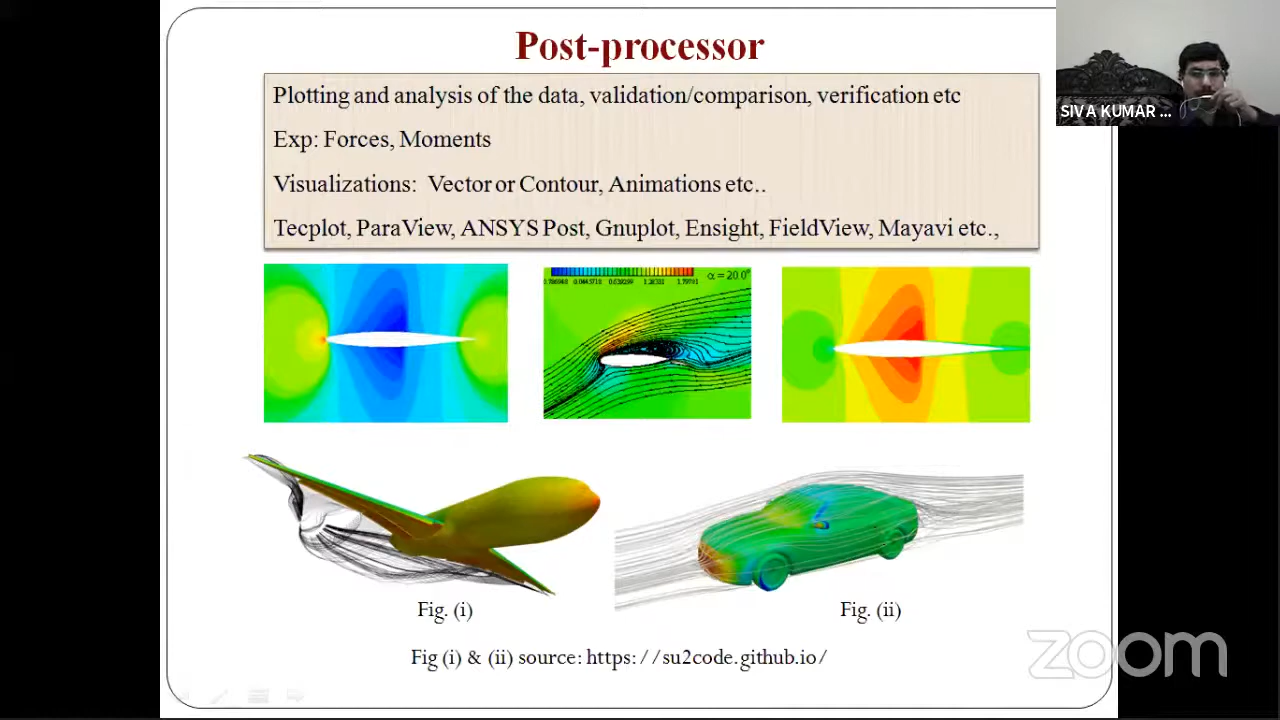 Post-processor
SIVA KUMAR ...
Plotting and analysis of the data, validation/comparison, verification etc
Exp: Forces, Moments
Visualizations: Vector or Contour, Animations etc..
Tecplot, ParaView, ANSYS Post, Gnuplot, Ensight, FieldView, Mayavi etc.,
α = 20.0°
Fig. (i)
Fig. (ii)
Fig (i) & (ii) source: https://su2code.github.io/
zoom